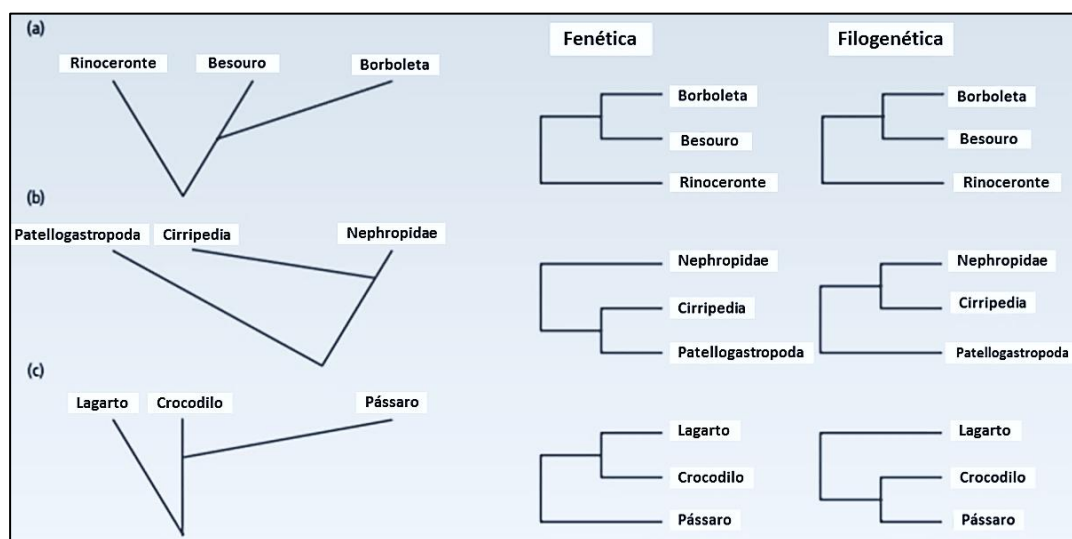 (a)
Rinoceronte Besouro Borboleta
Fenética Filogenética
Borboleta Borboleta
Besouro Besouro
Rinoceronte Rinoceronte
(b)
Patellogastropoda Cirripedia Nephropidae
Nephropidae Nephropidae
Cirripedia Cirripedia
Patellogastropoda Patellogastropoda
(c)
Lagarto Crocodilo Pássaro
Lagarto Lagarto
Crocodilo Crocodilo
Pássaro Pássaro